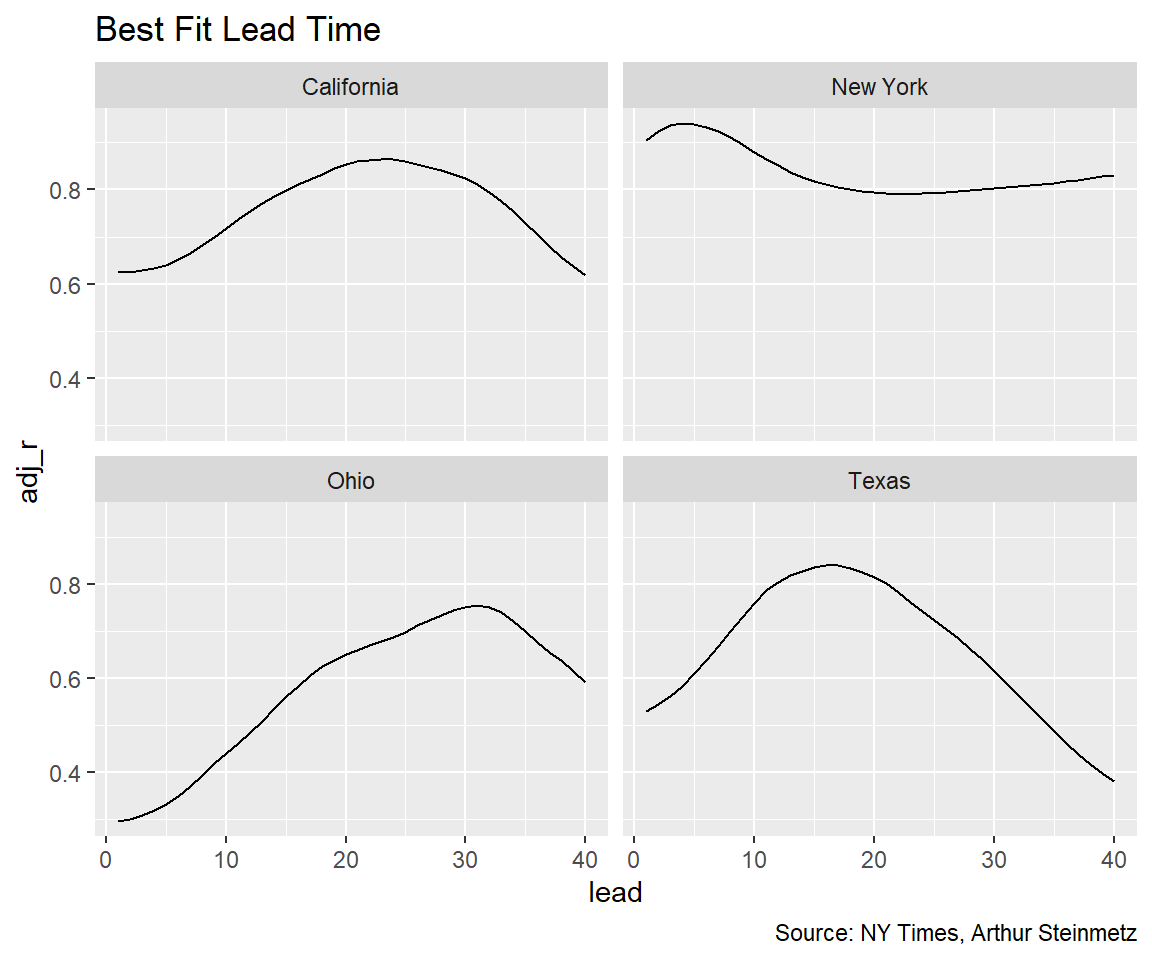 Best Fit Lead Time
California
New York
0.8
0.6
0.4
adj_r
Ohio
Texas
0.8
0.6
0.4
0 10 20 30 40 0 10 20 30 40
lead
Source: NY Times, Arthur Steinmetz